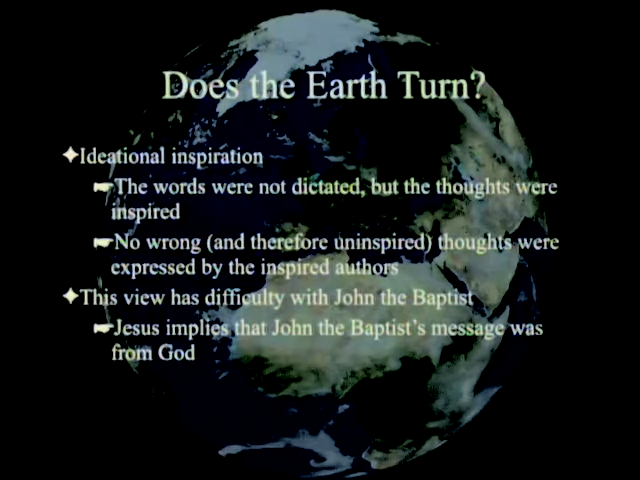 Does the Earth Turn?
Ideational inspiration
The words were not dictated, but the thoughts were
inspired
No wrong (and therefore uninspired) thoughts were
expressed by the inspired authors
This view has difficulty with John the Baptist
Jesus implies that John the Baptist's message was
from God